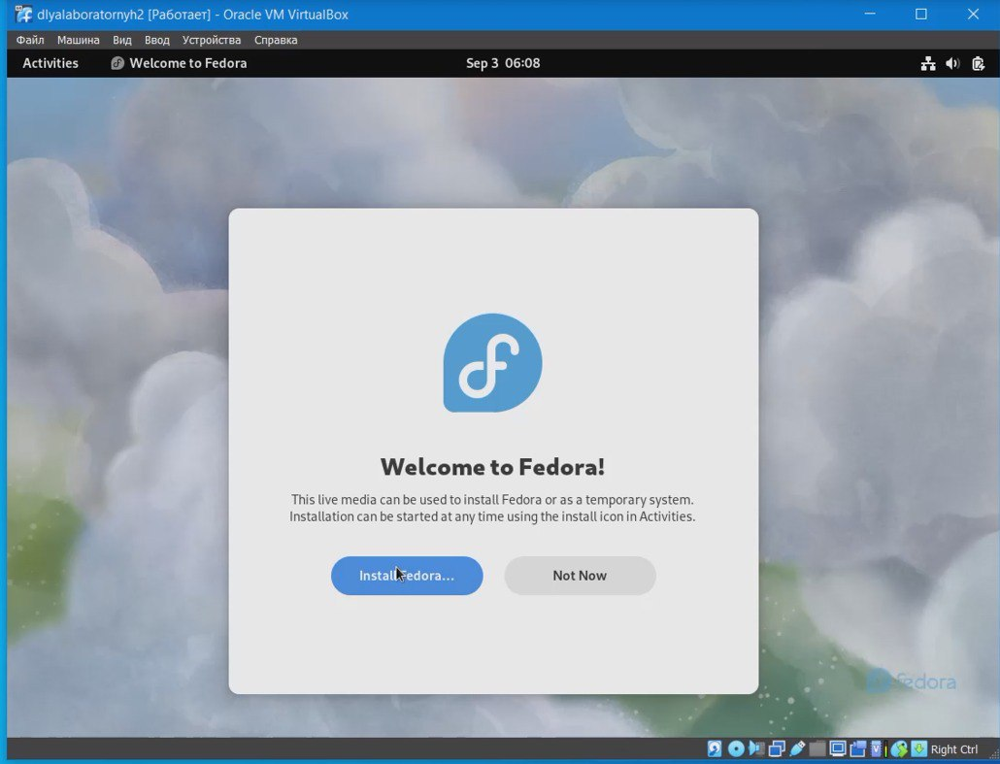 dlyalaboratornyh2 [Работает] - Oracle VM VirtualBox
Файл Машина Вид Ввод Устройства Справка
Activities Welcome to Fedora Sep 3 06:08
Welcome to Fedora!
This live media can be used to install Fedora or as a temporary system.
Installation can be started at any time using the install icon in Activities.
Install Fedora... Not Now
fedora
Right Ctrl